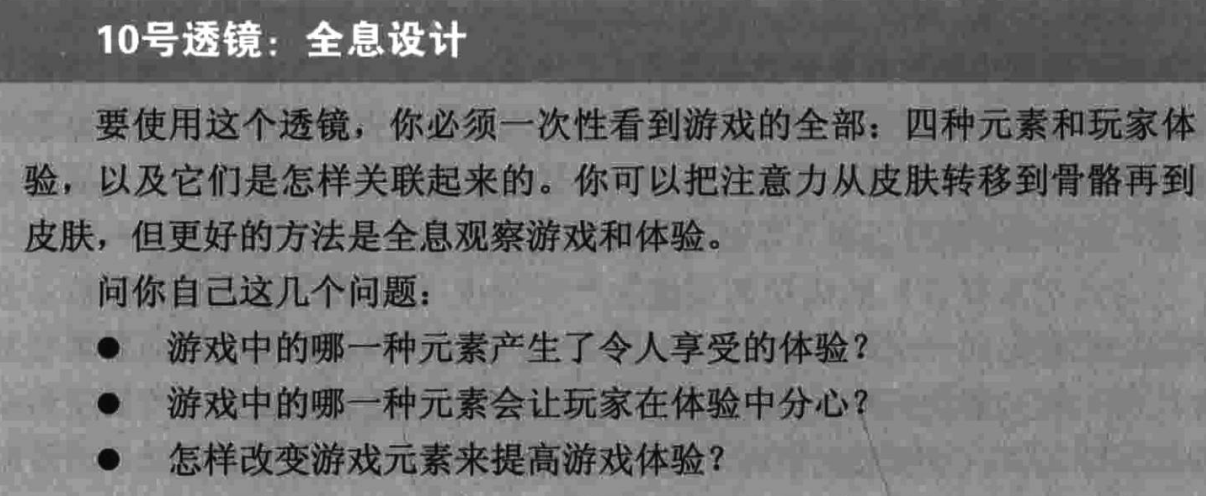 10号透镜：全息设计
要使用这个透镜，你必须一次性看到游戏的全部：四种元素和玩家体
验，以及它们是怎样关联起来的。你可以把注意力从皮肤转移到骨骼再到
皮肤，但更好的方法是全息观察游戏和体验。
问你自己这几个问题：
● 游戏中的哪一种元素产生了令人享受的体验？
● 游戏中的哪一种元素会让玩家在体验中分心？
● 怎样改变游戏元素来提高游戏体验？